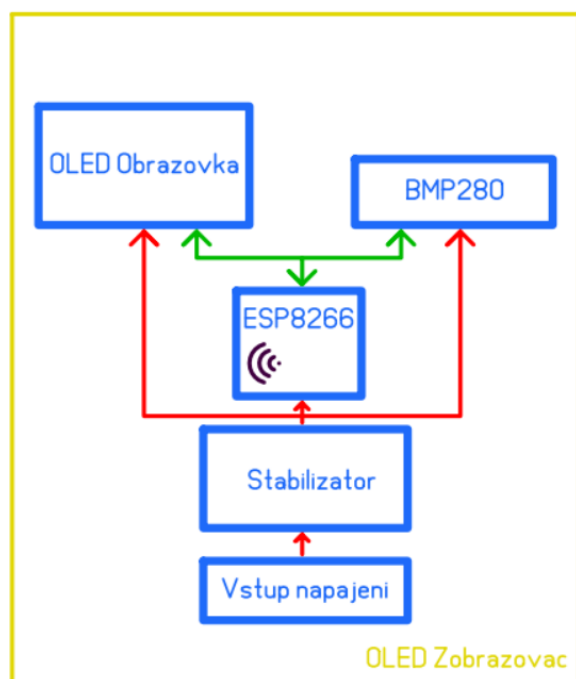 OLED Obrazovka
BMP280
ESP8266
Stabilizator
Vstup napajeni
OLED Zobrazovac